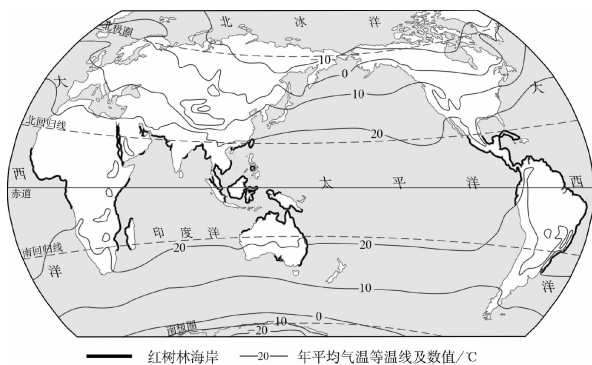 北 冰 洋
北极圈
-10
0
10
大
大
北回归线
20
西
太 平 洋
西
赤道
印 度 洋
南回归线
20
20
洋
洋
10
0
南极圈
10
-20
红树林海岸
—20— 年平均气温等温线及数值/℃